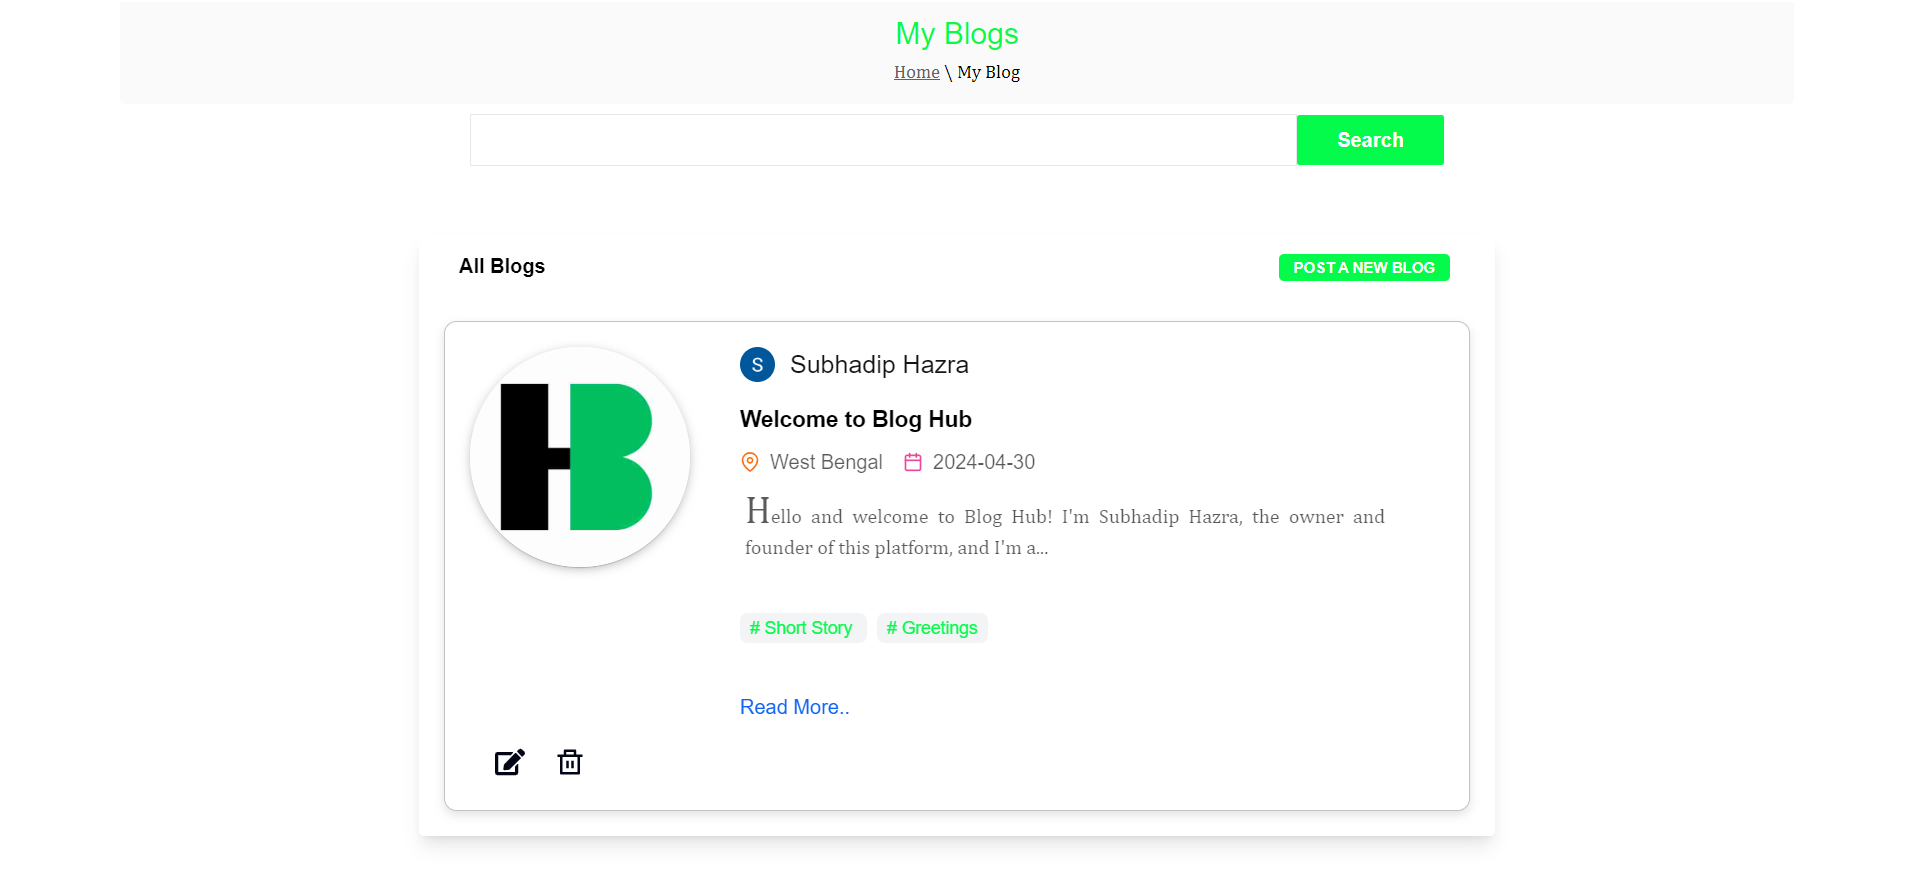 My Blogs
Home \ My Blog
Search
All Blogs
POST A NEW BLOG
HB
S Subhadip Hazra
Welcome to Blog Hub
West Bengal 2024-04-30
Hello and welcome to Blog Hub! I'm Subhadip Hazra, the owner and
founder of this platform, and I'm a...
# Short Story # Greetings
Read More..